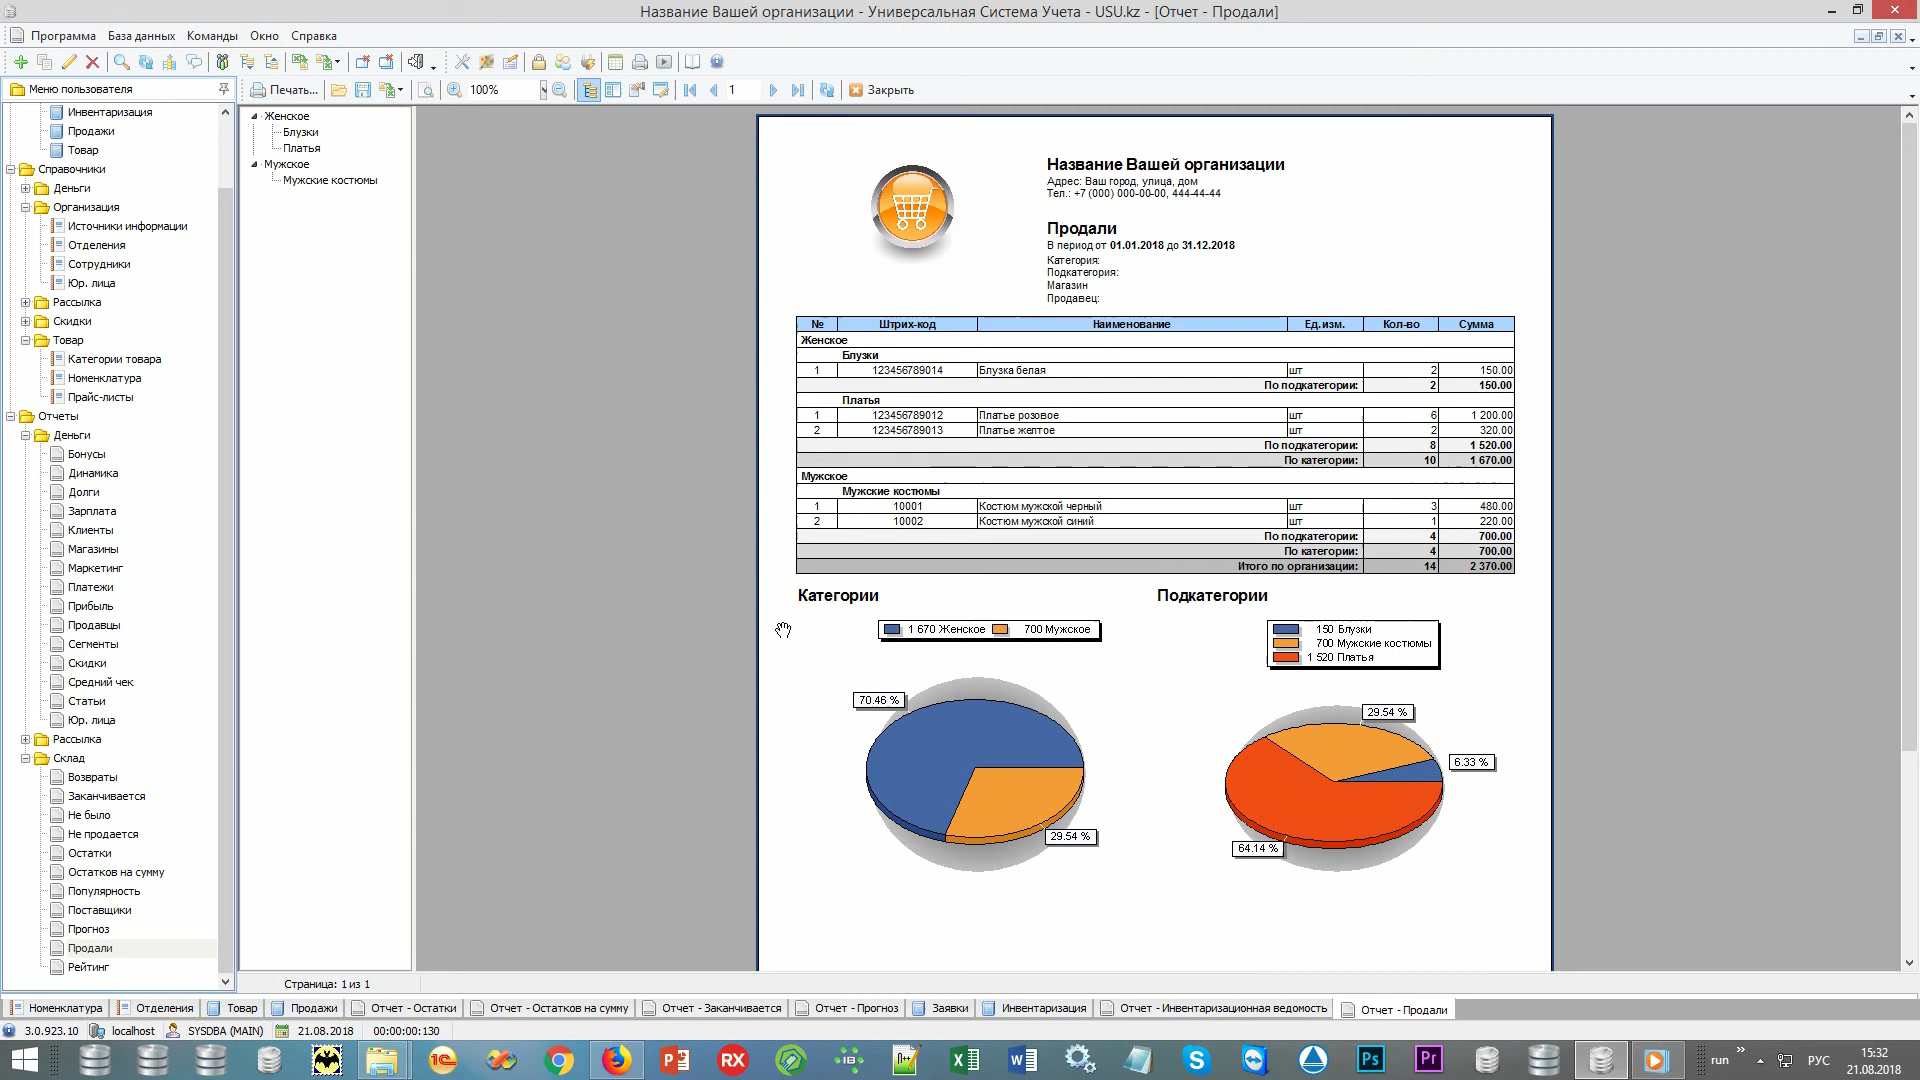 Название Вашей организации - Универсальная Система Учета - USU.kz - [Отчет - Продали]
Программа База данных Команды Окно Справка
Меню пользователя
Печать... 100% 1 Закрыть
Инвентаризация
Продажи
Товар
Справочники
Деньги
Организация
Источники информации
Отделения
Сотрудники
Юр. лица
Рассылка
Скидки
Товар
Категории товара
Номенклатура
Прайс-листы
Отчеты
Деньги
Бонусы
Динамика
Долги
Зарплата
Клиенты
Магазины
Маркетинг
Платежи
Прибыль
Продавцы
Сегменты
Скидки
Средний чек
Статьи
Юр. лица
Рассылка
Склад
Возвраты
Заканчивается
Не было
Не продается
Остатки
Остатков на сумму
Популярность
Поставщики
Прогноз
Продали
Рейтинг
Женское
Блузки
Платья
Мужское
Мужские костюмы
Название Вашей организации
Адрес: Ваш город, улица, дом
Тел.: +7 (000) 000-00-00, 444-44-44
Продали
В период от 01.01.2018 до 31.12.2018
Категория:
Подкатегория:
Магазин
Продавец:
№ Штрих-код Наименование Ед.изм. Кол-во Сумма
Женское
Блузки
1 123456789014 Блузка белая шт 2 150.00
По подкатегории: 2 150.00
Платья
1 123456789012 Платье розовое шт 6 1 200.00
2 123456789013 Платье желтое шт 2 320.00
По подкатегории: 8 1 520.00
По категории: 10 1 670.00
Мужское
Мужские костюмы
1 10001 Костюм мужской черный шт 3 480.00
2 10002 Костюм мужской синий шт 1 220.00
По подкатегории: 4 700.00
По категории: 4 700.00
Итого по организации: 14 2 370.00
Категории
1 670 Женское 700 Мужское
70.46 %
29.54 %
Подкатегории
150 Блузки
700 Мужские костюмы
1 520 Платья
29.54 %
6.33 %
64.14 %
Страница: 1 из 1
Номенклатура Отделения Товар Продажи Отчет - Остатки Отчет - Остатков на сумму Отчет - Заканчивается Отчет - Прогноз Заявки Инвентаризация Отчет - Инвентаризационная ведомость Отчет - Продали
3.0.923.10 localhost SYSDBA (MAIN) 21.08.2018 00:00:00:130
run РУС 15:32
21.08.2018